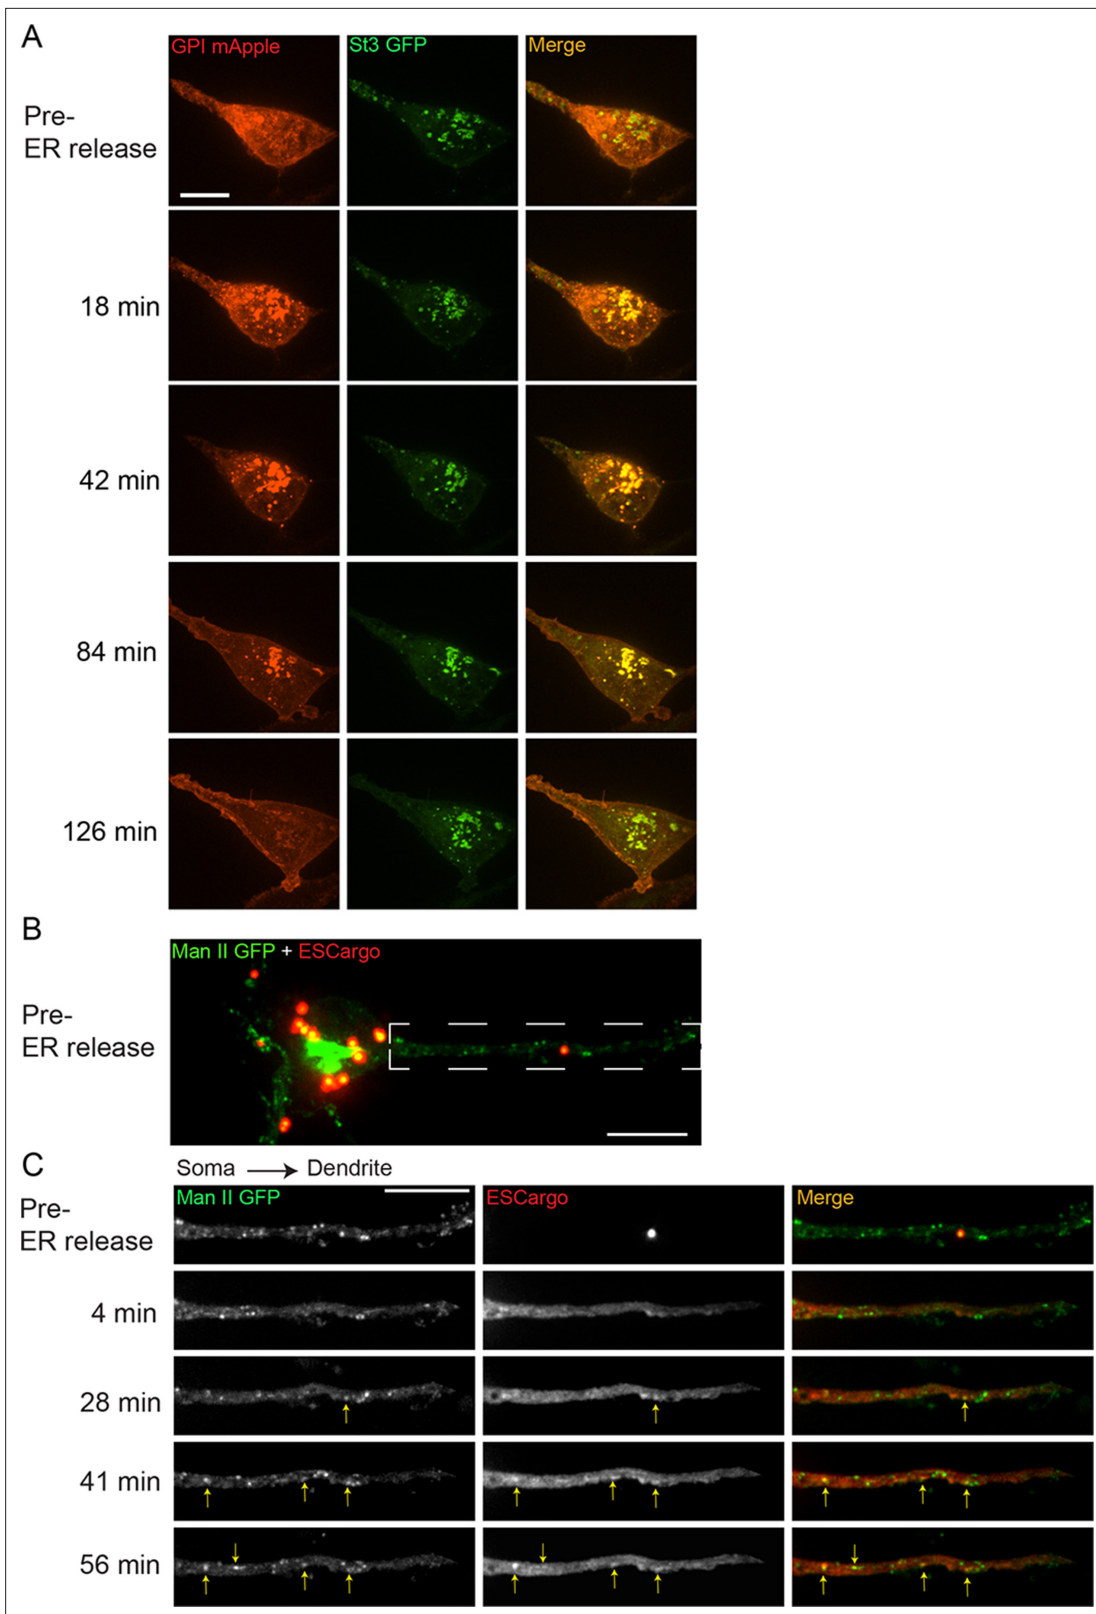 A
GPI mApple
St3 GFP
Merge
Pre-
ER release
18 min
42 min
84 min
126 min
B
Man II GFP + ESCargo
Pre-
ER release
C
Soma → Dendrite
Man II GFP
ESCargo
Merge
Pre-
ER release
4 min
28 min
41 min
56 min